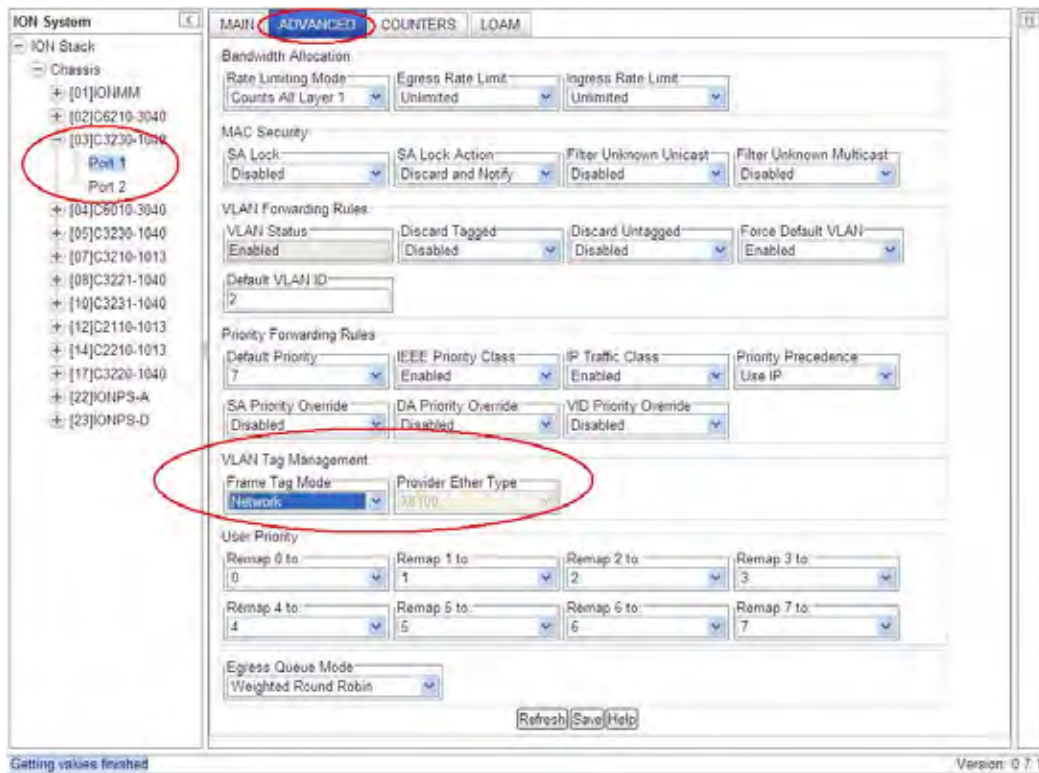 ION System
ION Stack
Chassis
[01]IONMM
[02]C6210-3040
[03]C3230-1040
Port 1
Port 2
[04]C6010-3040
[05]C3230-1040
[07]C3210-1013
[08]C3221-1040
[10]C3231-1040
[12]C2110-1013
[14]C2210-1013
[17]C3220-1040
[22]IONPS-A
[23]IONPS-D
MAIN ADVANCED COUNTERS LOAM
Bandwidth Allocation
Rate Limiting Mode Egress Rate Limit Ingress Rate Limit
Counts All Layer 1 Unlimited Unlimited
MAC Security
SA Lock SA Lock Action Filter Unknown Unicast Filter Unknown Multicast
Disabled Discard and Notify Disabled Disabled
VLAN Forwarding Rules
VLAN Status Discard Tagged Discard Untagged Force Default VLAN
Enabled Disabled Disabled Enabled
Default VLAN ID
2
Priority Forwarding Rules
Default Priority IEEE Priority Class IP Traffic Class Priority Precedence
7 Enabled Enabled Use IP
SA Priority Override DA Priority Override VID Priority Override
Disabled Disabled Disabled
VLAN Tag Management
Frame Tag Mode Provider Ether Type
Network X8100
User Priority
Remap 0 to: Remap 1 to: Remap 2 to: Remap 3 to:
0 1 2 3
Remap 4 to: Remap 5 to: Remap 6 to: Remap 7 to:
4 5 6 7
Egress Queue Mode
Weighted Round Robin
Refresh Save Help
Getting values finished
Version: 0.7.1